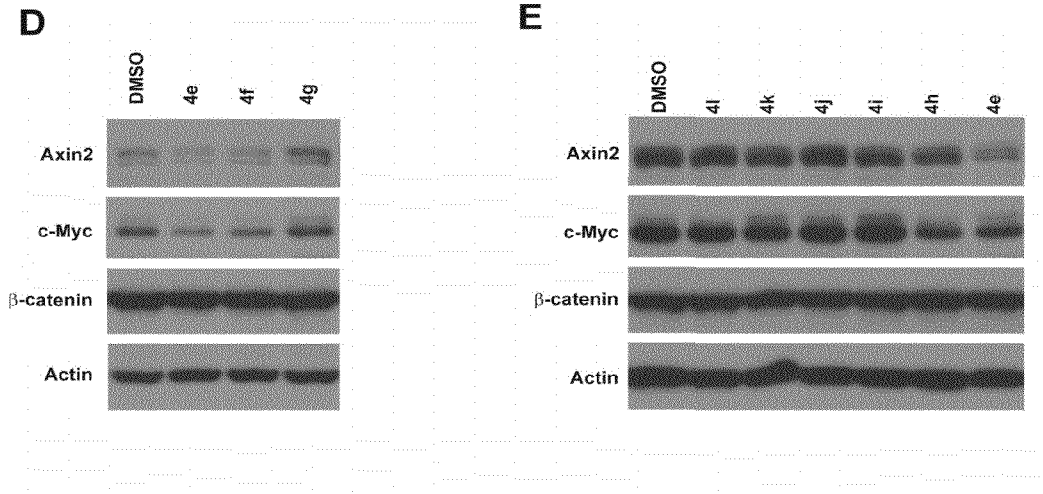 D
DMSO 4e 4f 4g
Axin2
c-Myc
β-catenin
Actin
E
DMSO 4l 4k 4j 4i 4h 4e
Axin2
c-Myc
β-catenin
Actin